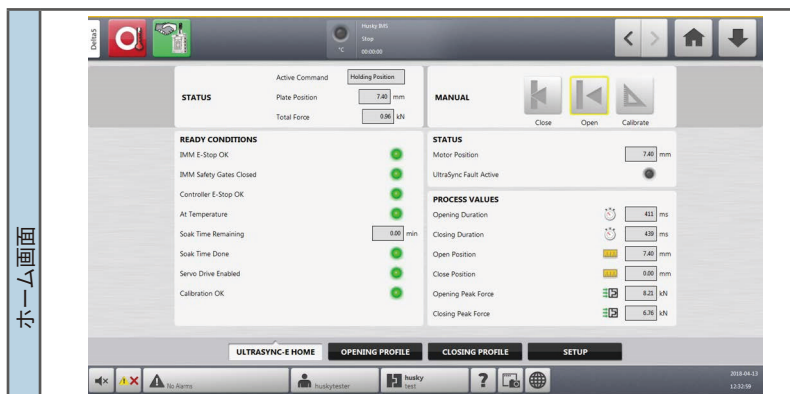 ホーム画面
Delta5
Husky IMS
Stop
°C 00:00:00
STATUS
Active Command Holding Position
Plate Position 7.40 mm
Total Force 0.96 kN
MANUAL
Close Open Calibrate
READY CONDITIONS
IMM E-Stop OK
IMM Safety Gates Closed
Controller E-Stop OK
At Temperature
Soak Time Remaining 0.00 min
Soak Time Done
Servo Drive Enabled
Calibration OK
STATUS
Motor Position 7.40 mm
UltraSync Fault Active
PROCESS VALUES
Opening Duration 411 ms
Closing Duration 439 ms
Open Position 7.40 mm
Close Position 0.00 mm
Opening Peak Force 8.21 kN
Closing Peak Force 6.76 kN
ULTRASYNC-E HOME OPENING PROFILE CLOSING PROFILE SETUP
No Alarms
huskytester
husky
test
?
2018-04-13
12:32:59